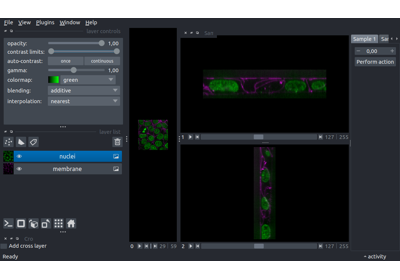 File View Plugins Window Help
layer controls
opacity: 1,00
contrast limits:
auto-contrast: once continuous
gamma: 1,00
colormap: green
blending: additive
interpolation: nearest
layer list
nuclei
membrane
Add cross layer
Ready
0 29 59
1 127 255
2 127 255
Sample 1
0,00
Perform action
activity